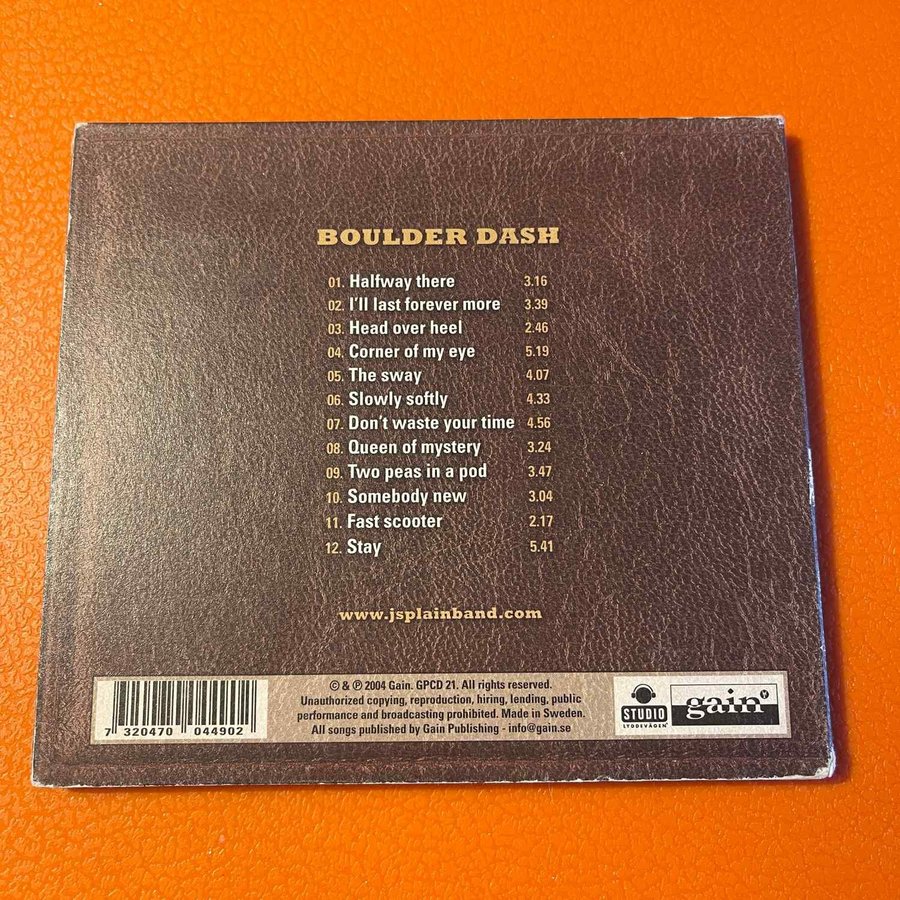 BOULDER DASH
01. Halfway there 3.16
02. I'll last forever more 3.39
03. Head over heel 2.46
04. Corner of my eye 5.19
05. The sway 4.07
06. Slowly softly 4.33
07. Don't waste your time 4.56
08. Queen of mystery 3.24
09. Two peas in a pod 3.47
10. Somebody new 3.04
11. Fast scooter 2.17
12. Stay 5.41
www.jsplainband.com
7 320470 044902
© & ℗ 2004 Gain. GPCD 21. All rights reserved.
Unauthorized copying, reproduction, hiring, lending, public
performance and broadcasting prohibited. Made in Sweden.
All songs published by Gain Publishing - info@gain.se
STUDIO
LYDDEVÄGEN
gain